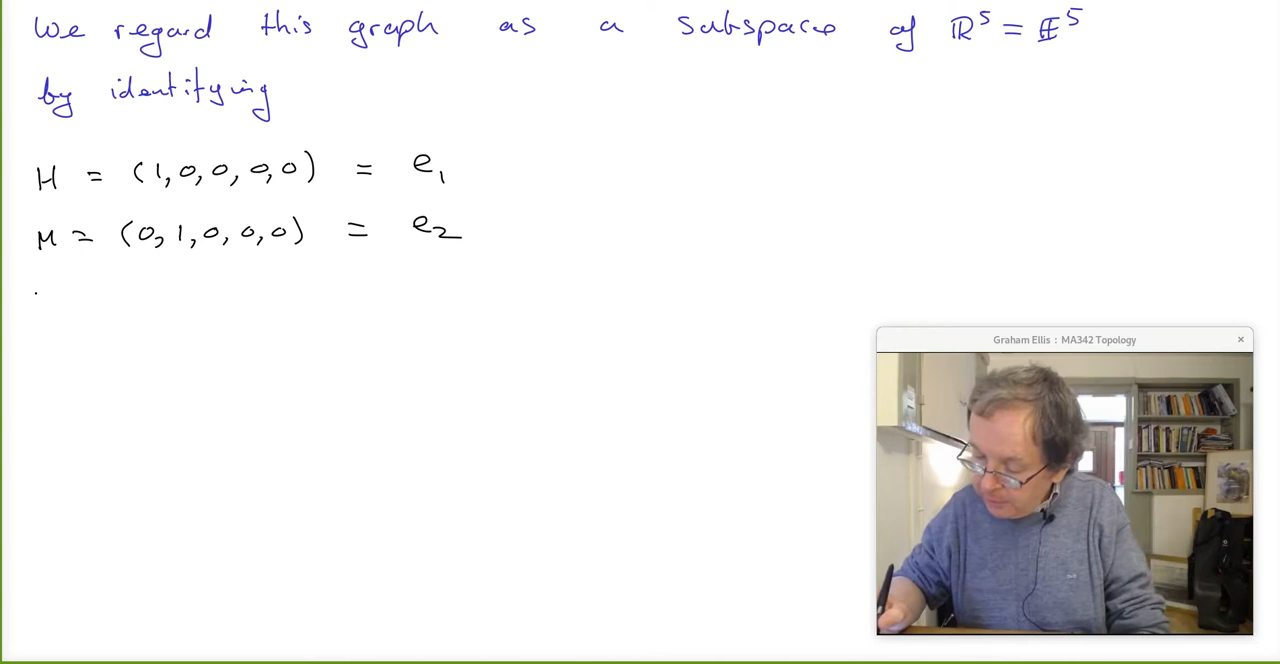 We regard this graph as a subspace of ℝ⁵ = 𝔼⁵
by identifying
H = (1, 0, 0, 0, 0) = e₁
M = (0, 1, 0, 0, 0) = e₂
Graham Ellis : MA342 Topology